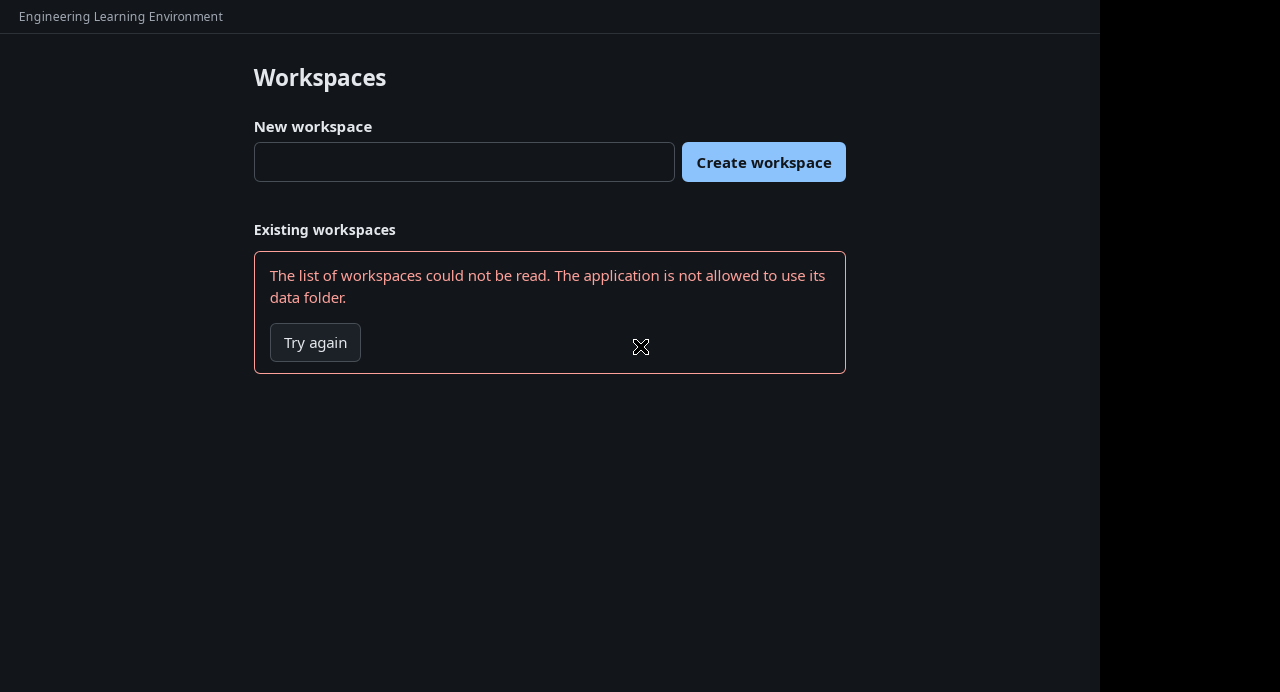 Engineering Learning Environment
Workspaces
New workspace
Create workspace
Existing workspaces
The list of workspaces could not be read. The application is not allowed to use its
data folder.
Try again